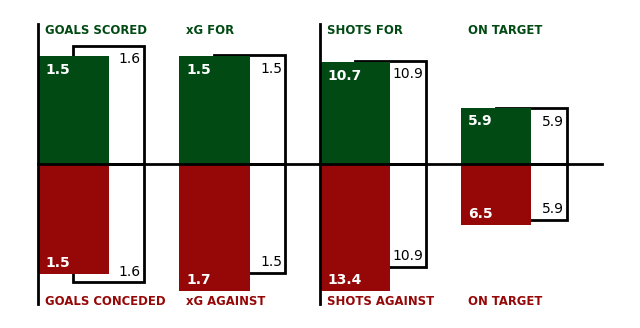 GOALS SCORED xG FOR SHOTS FOR ON TARGET
1.5 1.6 1.5 1.5 10.7 10.9 5.9 5.9
1.5 1.6 1.7 1.5 13.4 10.9 6.5 5.9
GOALS CONCEDED xG AGAINST SHOTS AGAINST ON TARGET